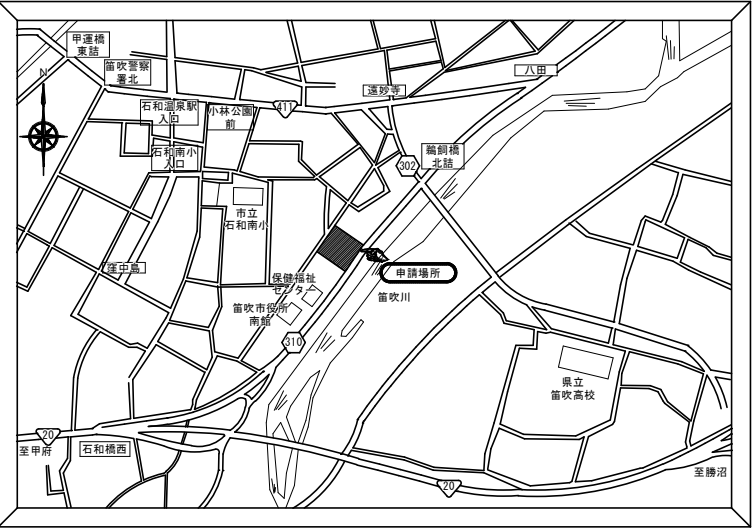 甲運橋
東詰
笛吹警察
署北
N
石和温泉駅
入口
小林公園
前
411
遠妙寺
八田
石和南小
入口
302
鵜飼橋
北詰
市立
石和南小
窪中島
申請場所
保健福祉
センター
笛吹川
笛吹市役所
南館
310
県立
笛吹高校
20
至甲府
石和橋西
20
至勝沼